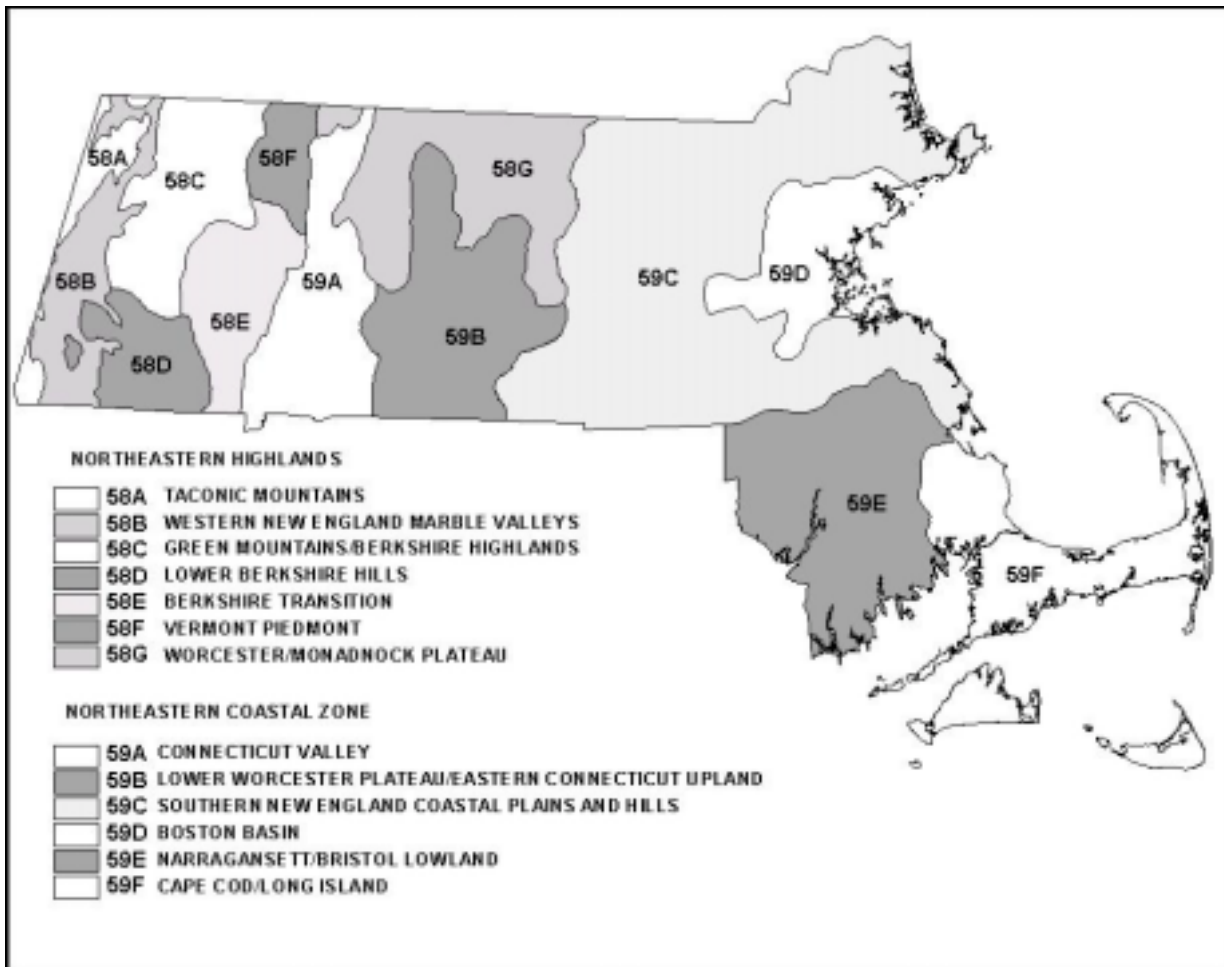 58A
58C
58F
58G
58B
59A
59C
59D
58E
59B
58D
59E
59F
NORTHEASTERN HIGHLANDS
58A TACONIC MOUNTAINS
58B WESTERN NEW ENGLAND MARBLE VALLEYS
58C GREEN MOUNTAINS/BERKSHIRE HIGHLANDS
58D LOWER BERKSHIRE HILLS
58E BERKSHIRE TRANSITION
58F VERMONT PIEDMONT
58G WORCESTER/MONADNOCK PLATEAU
NORTHEASTERN COASTAL ZONE
59A CONNECTICUT VALLEY
59B LOWER WORCESTER PLATEAU/EASTERN CONNECTICUT UPLAND
59C SOUTHERN NEW ENGLAND COASTAL PLAINS AND HILLS
59D BOSTON BASIN
59E NARRAGANSETT/BRISTOL LOWLAND
59F CAPE COD/LONG ISLAND